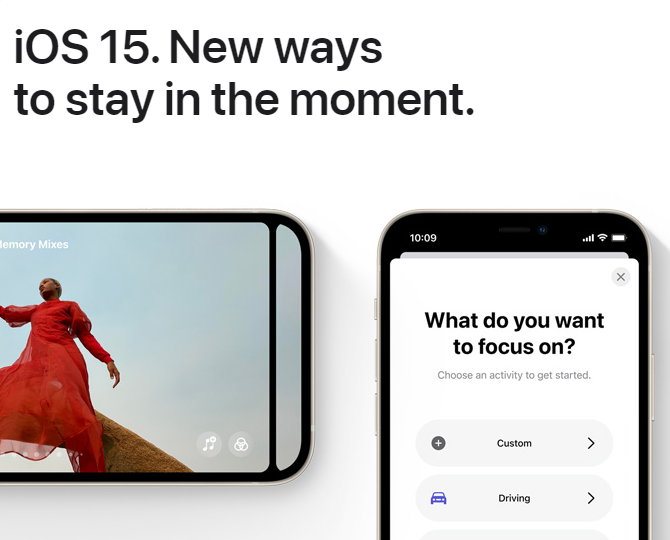 iOS 15. New ways
to stay in the moment.
Memory Mixes
10:09
What do you want
to focus on?
Choose an activity to get started.
Custom
Driving